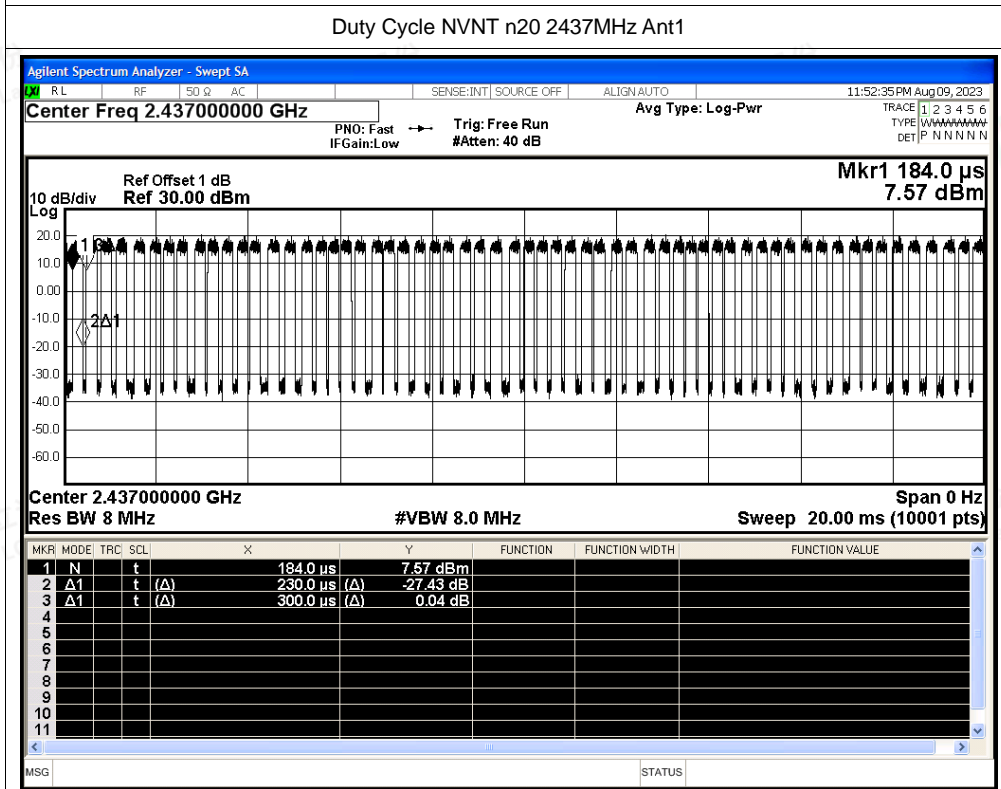 Duty Cycle NVNT n20 2437MHz Ant1
Agilent Spectrum Analyzer - Swept SA
LXI RL RF 50 Ω AC SENSE:INT SOURCE OFF ALIGN AUTO 11:52:35 PM Aug 09, 2023
Center Freq 2.437000000 GHz Avg Type: Log-Pwr TRACE 1 2 3 4 5 6
PNO: Fast Trig: Free Run TYPE
IFGain:Low #Atten: 40 dB DET P N N N N N
Mkr1 184.0 µs
Ref Offset 1 dB
10 dB/div Ref 30.00 dBm 7.57 dBm
Log
20.0
1 3Δ1
10.0
0.00
-10.0
2Δ1
-20.0
-30.0
-40.0
-50.0
-60.0
Center 2.437000000 GHz Span 0 Hz
Res BW 8 MHz #VBW 8.0 MHz Sweep 20.00 ms (10001 pts)
MKR MODE TRC SCL X Y FUNCTION FUNCTION WIDTH FUNCTION VALUE
1 N t 184.0 µs 7.57 dBm
2 Δ1 t (Δ) 230.0 µs (Δ) -27.43 dB
3 Δ1 t (Δ) 300.0 µs (Δ) 0.04 dB
4
5
6
7
8
9
10
11
MSG STATUS